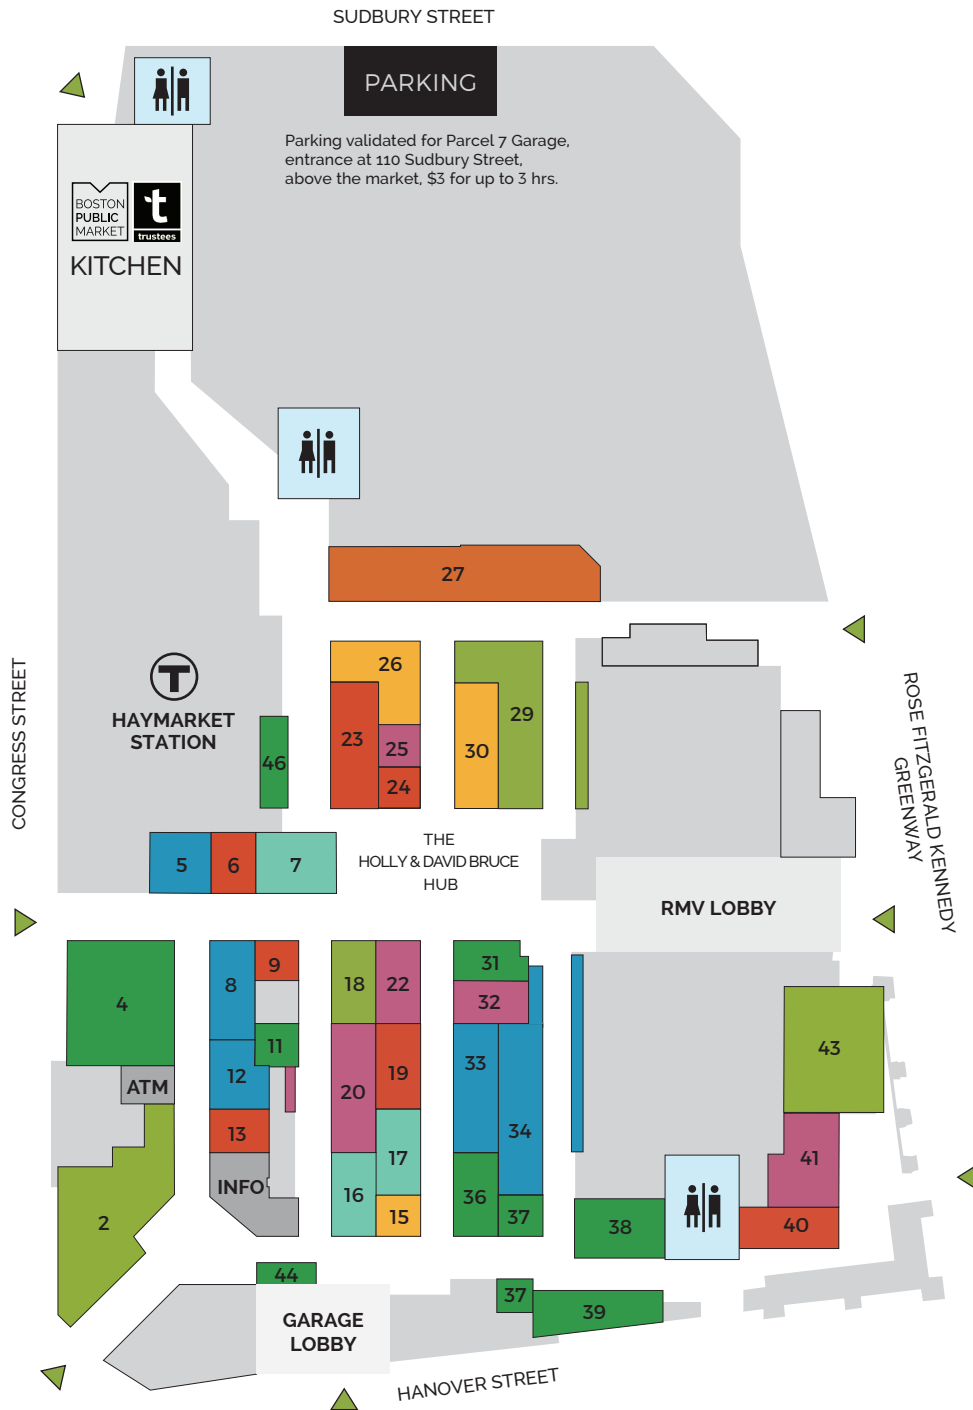 SUDBURY STREET
PARKING
Parking validated for Parcel 7 Garage,
entrance at 110 Sudbury Street,
above the market, $3 for up to 3 hrs.
BOSTON
PUBLIC
MARKET
t
trustees
KITCHEN
27
26
23
25
24
29
30
T
HAYMARKET
STATION
46
CONGRESS STREET
ROSE FITZGERALD KENNEDY
GREENWAY
5
6
7
THE
HOLLY & DAVID BRUCE
HUB
RMV LOBBY
4
8
9
18
22
31
32
11
12
ATM
13
INFO
20
19
17
16
15
33
34
36
37
43
41
40
38
2
44
GARAGE
LOBBY
37
39
HANOVER STREET